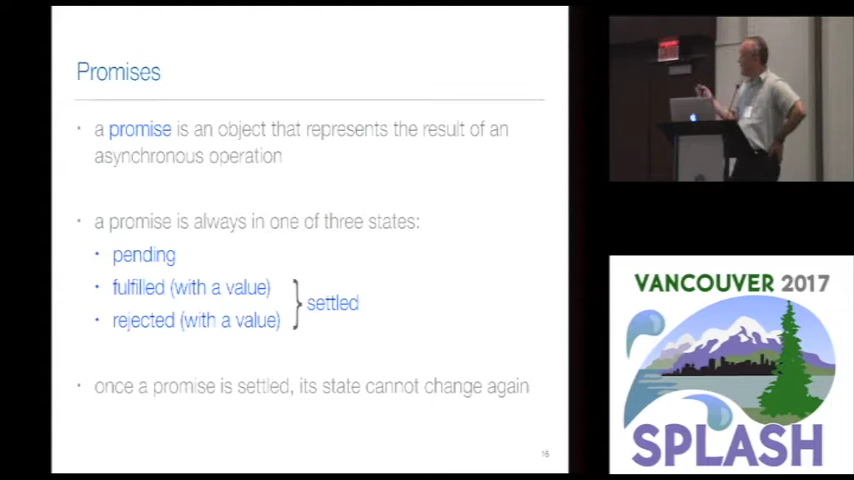 Promises
• a promise is an object that represents the result of an
asynchronous operation
• a promise is always in one of three states:
• pending
• fulfilled (with a value)
• rejected (with a value)
} settled
• once a promise is settled, its state cannot change again
16
VANCOUVER 2017
SPLASH